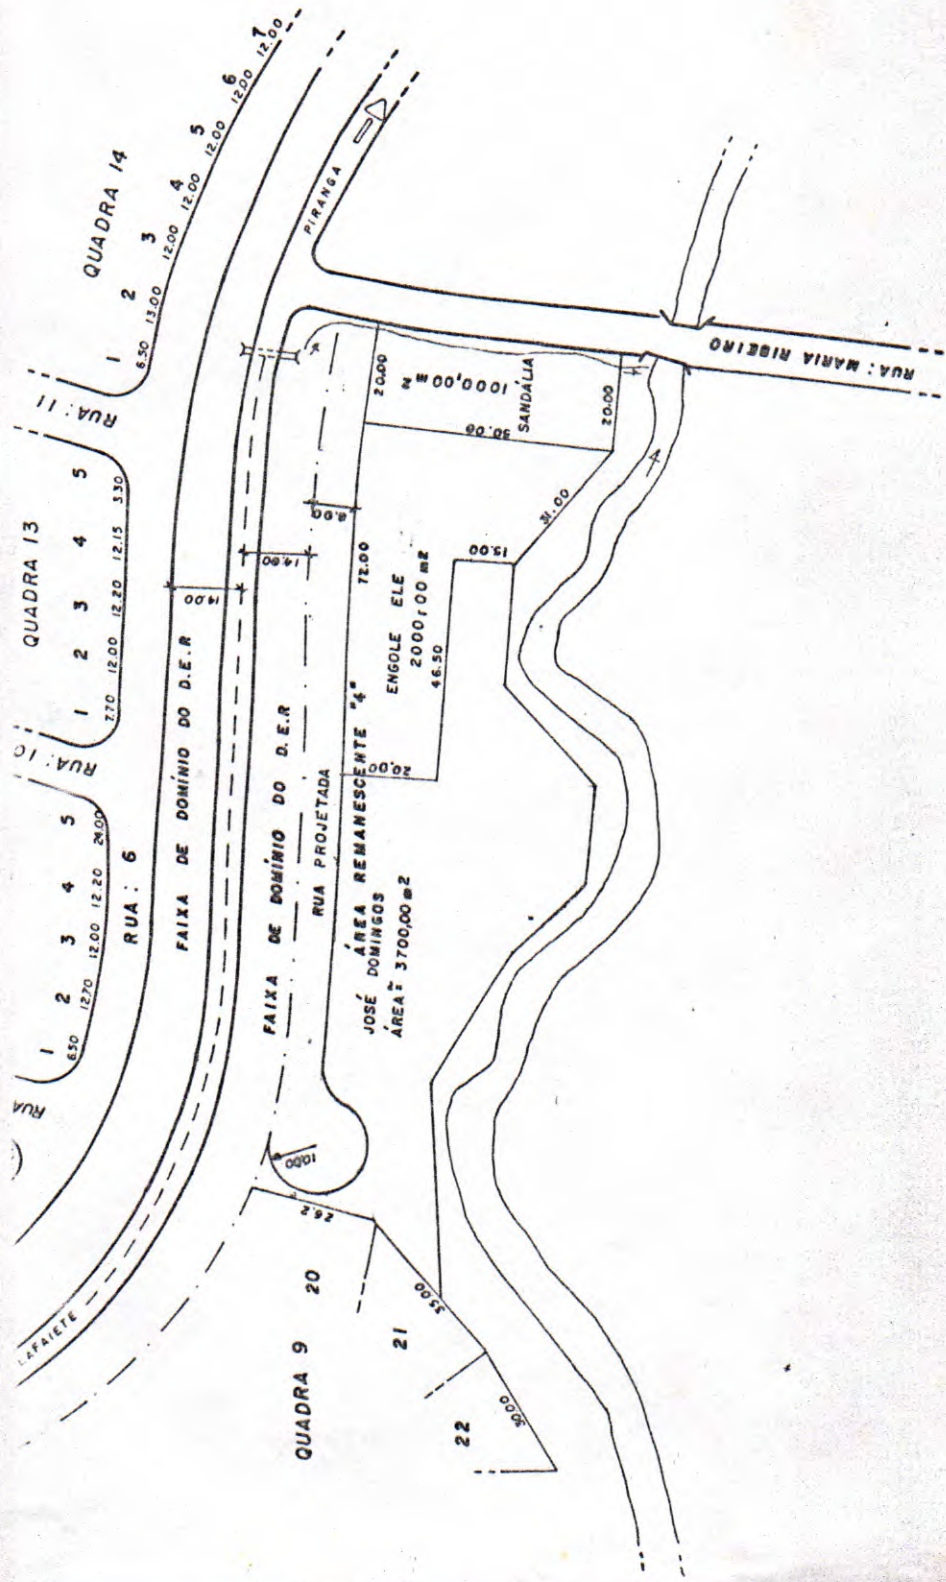 QUADRA 14
1 2 3 4 5 6 7
6.50 13.00 12.00 12.00 12.00 12.00 12.00
RUA: 11
QUADRA 13
1 2 3 4 5
7.70 12.00 12.20 12.15 3.30
RUA: 10
1 2 3 4 5
6.50 12.70 12.00 12.20 24.00
RUA
RUA: 6
FAIXA DE DOMÍNIO DO D.E.R
14.00
PIRANGA
LAFAIETE
FAIXA DE DOMÍNIO DO D.E.R
14.00
RUA PROJETADA
8.00
10.00
72.00
ÁREA REMANESCENTE "4"
JOSÉ DOMINGOS
ÁREA = 3700,00 m2
ENGOLE ELE
2000,00 m2
46.50
20,00
15.00
31.00
20.00
1000,00 m2
SANDÁLIA
20.00
RUA: MARIA RIBEIRO
QUADRA 9
20
21
22
35.00